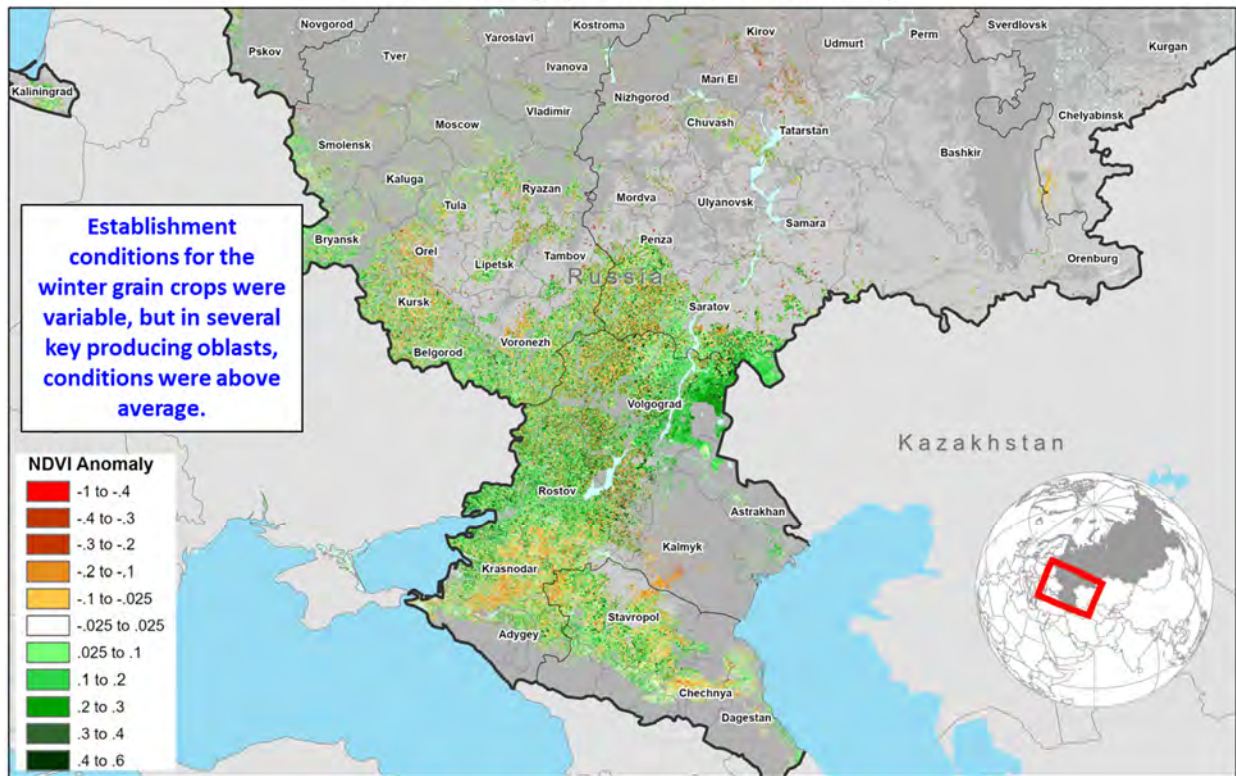 Novgorod
Kostroma
Yaroslavl
Kirov
Udmurt
Perm
Sverdlovsk
Kurgan
Pskov
Tver
Ivanova
Mari El
Kaliningrad
Nizhgorod
Vladimir
Chuvash
Chelyabinsk
Moscow
Tatarstan
Smolensk
Bashkir
Kaluga
Ryazan
Mordva
Ulyanovsk
Tula
Samara
Bryansk
Orel
Tambov
Penza
Lipetsk
Orenburg
Russia
Kursk
Saratov
Voronezh
Belgorod
Volgograd
Kazakhstan
Rostov
Astrakhan
Kalmyk
Krasnodar
Stavropol
Adygey
Chechnya
Dagestan
Establishment
conditions for the
winter grain crops were
variable, but in several
key producing oblasts,
conditions were above
average.
NDVI Anomaly
-1 to -.4
-.4 to -.3
-.3 to -.2
-.2 to -.1
-.1 to -.025
-.025 to .025
.025 to .1
.1 to .2
.2 to .3
.3 to .4
.4 to .6